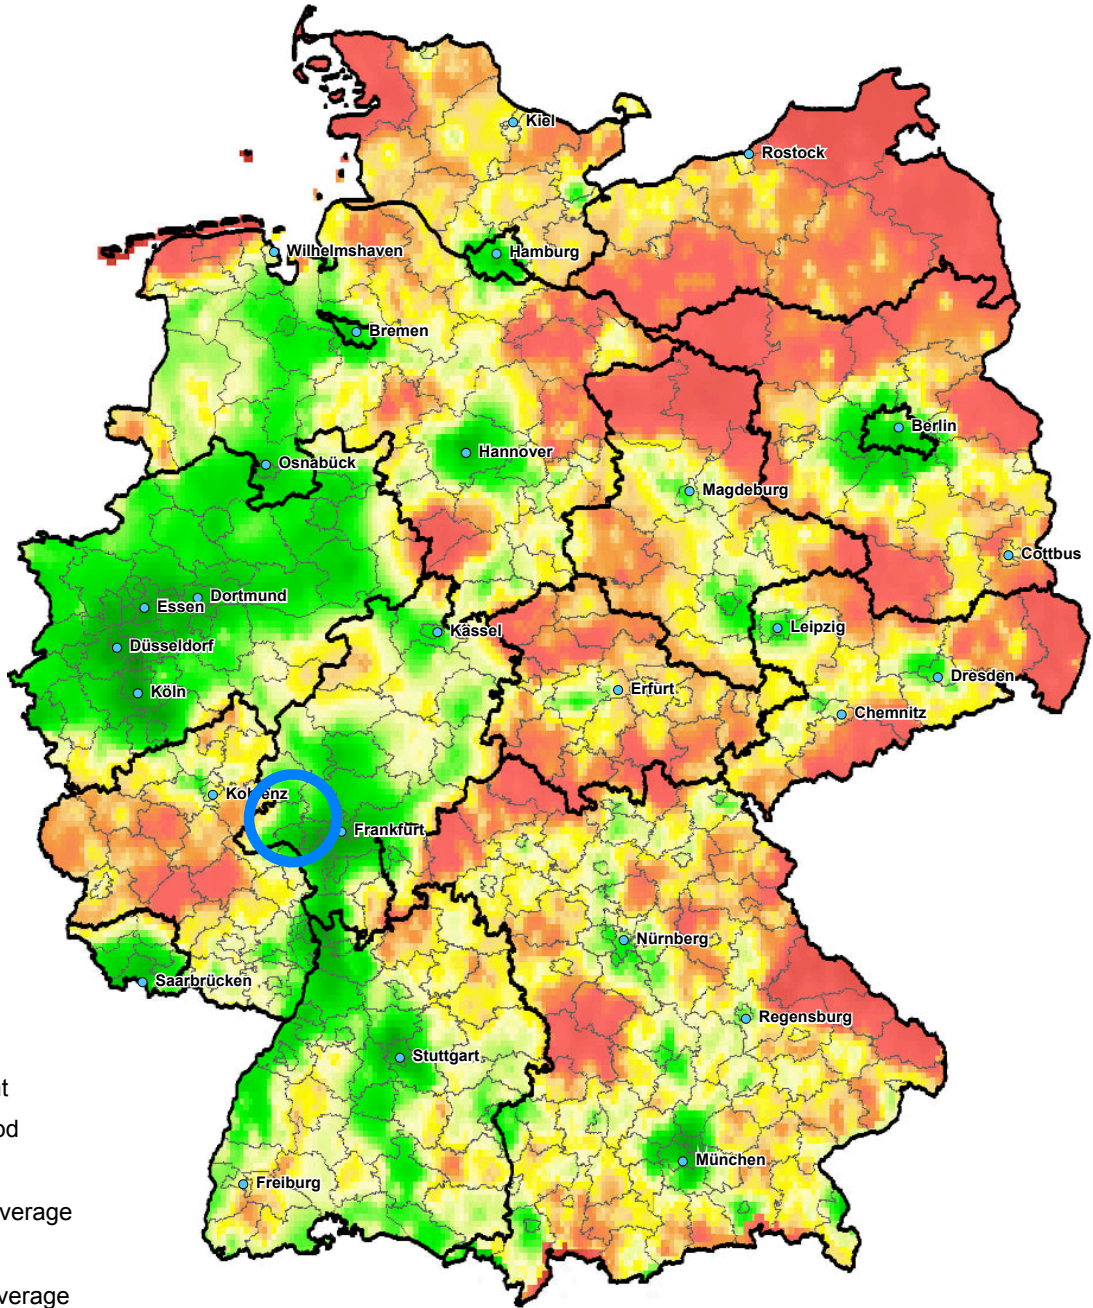 Kiel
Rostock
Wilhelmshaven
Hamburg
Bremen
Berlin
Osnabück
Hannover
Magdeburg
Cottbus
Dortmund
Essen
Leipzig
Kassel
Düsseldorf
Dresden
Köln
Erfurt
Chemnitz
Koblenz
Frankfurt
Nürnberg
Saarbrücken
Regensburg
Stuttgart
München
Freiburg
verage
verage